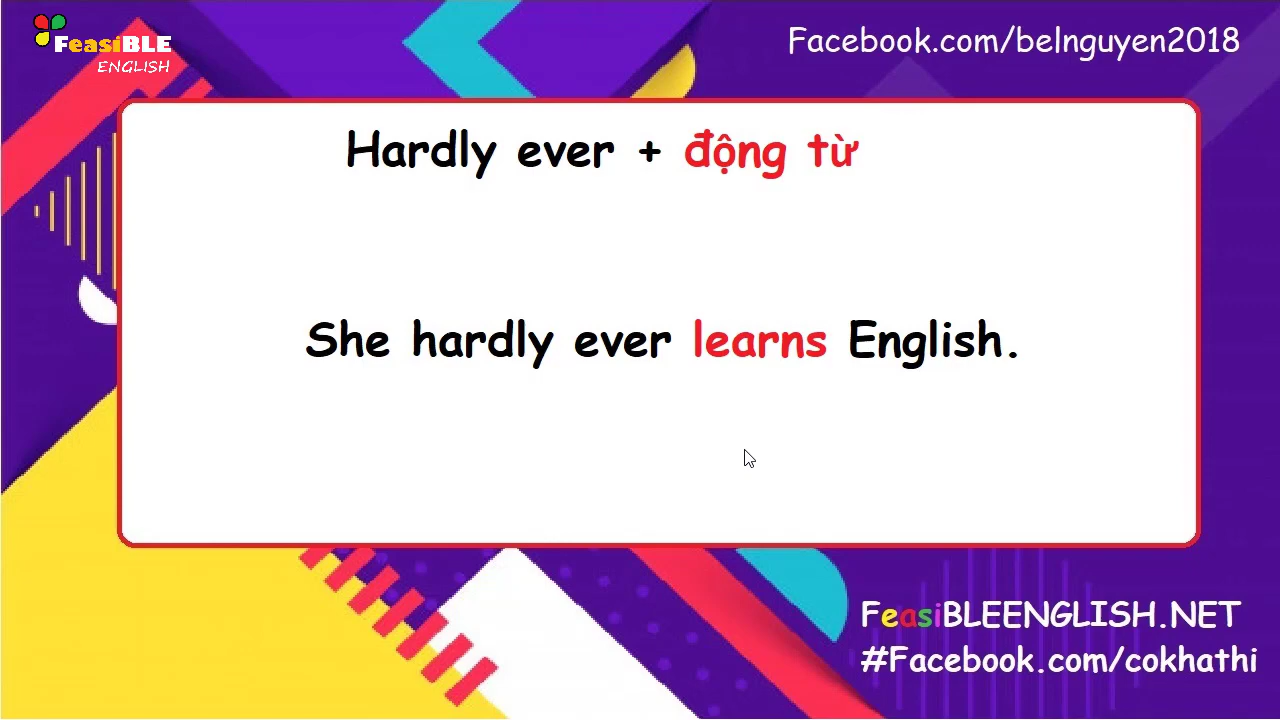 FeasiBLE
ENGLISH
Facebook.com/belnguyen2018
Hardly ever + động từ
She hardly ever learns English.
FeasiBLEENGLISH.NET
#Facebook.com/cokhathi